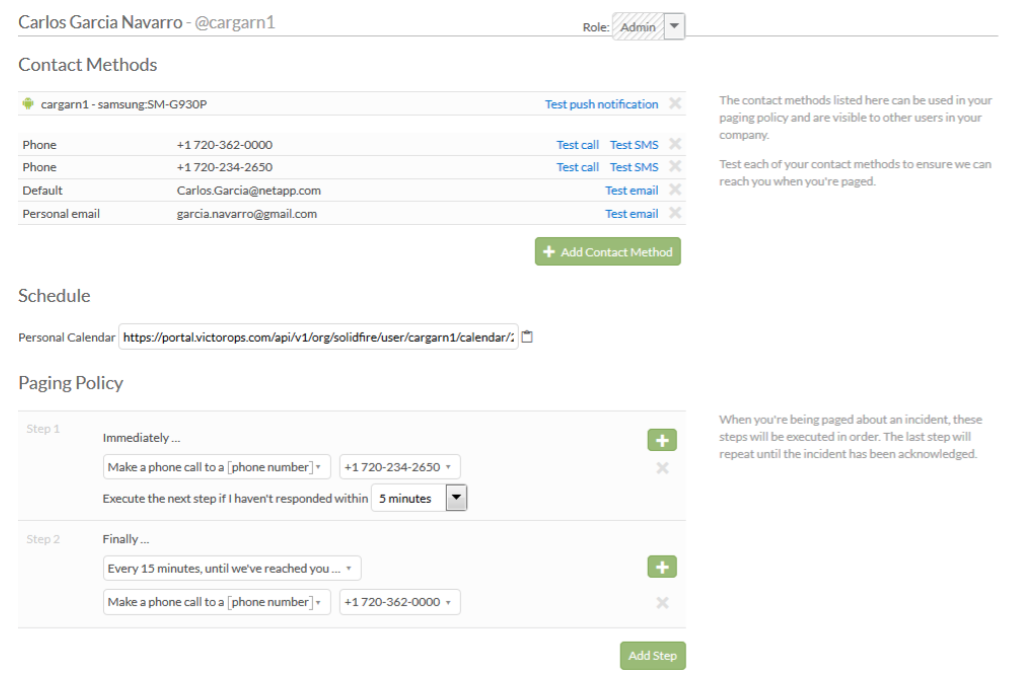 Carlos Garcia Navarro - @cargarn1
Role: Admin
Contact Methods
cargarn1 - samsung:SM-G930P Test push notification
Phone +1 720-362-0000 Test call Test SMS
Phone +1 720-234-2650 Test call Test SMS
Default Carlos.Garcia@netapp.com Test email
Personal email garcia.navarro@gmail.com Test email
Add Contact Method
The contact methods listed here can be used in your
paging policy and are visible to other users in your
company.
Test each of your contact methods to ensure we can
reach you when you're paged.
Schedule
Personal Calendar https://portal.victorops.com/api/v1/org/solidfire/user/cargarn1/calendar/
Paging Policy
Step 1
Immediately ...
Make a phone call to a [phone number] +1 720-234-2650
Execute the next step if I haven't responded within 5 minutes
Step 2 Finally ...
Every 15 minutes, until we've reached you ...
Make a phone call to a [phone number] +1 720-362-0000
Add Step
When you're being paged about an incident, these
steps will be executed in order. The last step will
repeat until the incident has been acknowledged.